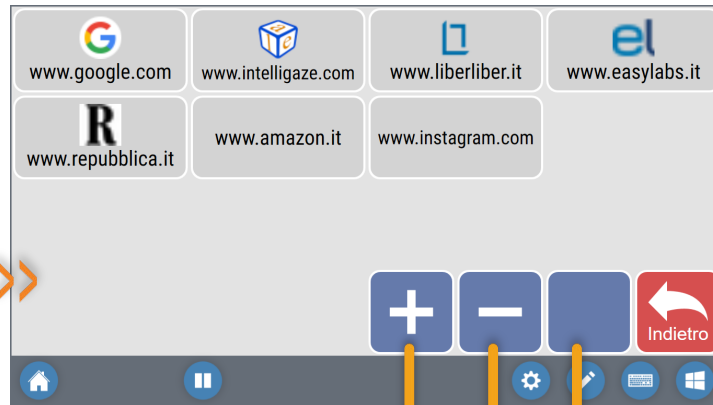 www.google.com
www.intelligaze.com
www.liberliber.it
www.easylabs.it
R
www.repubblica.it
www.amazon.it
www.instagram.com
Indietro